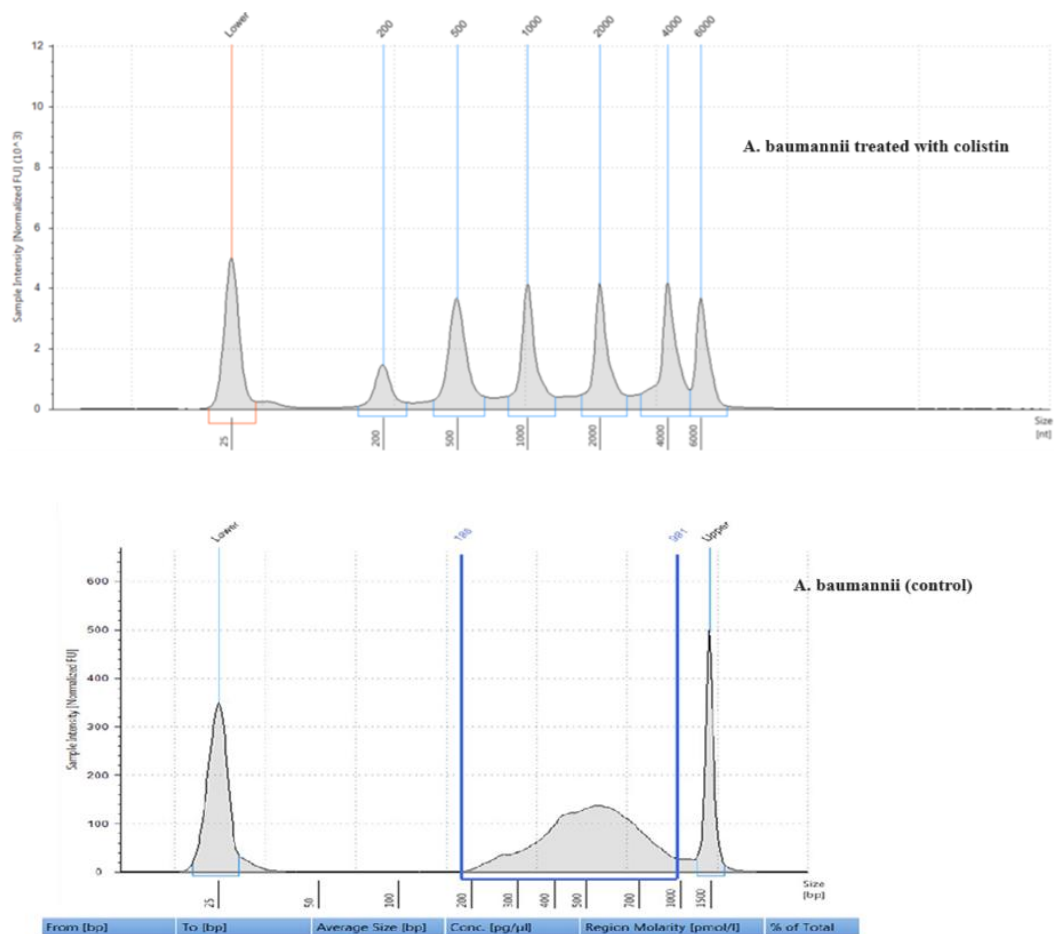 Lower 200 500 1000 2000 4000 6000
12
10
A. baumannii treated with colistin
8
6
4
2
0
Sample Intensity [Normalized FU] (10^3)
25 200 500 1000 2000 4000 6000
Size
[nt]
Lower Upper
A. baumannii (control)
600
500
400
300
200
100
0
Sample Intensity [Normalized FU]
25 50 100 200 300 400 500 700 1000 1500
Size
[bp]
From [bp] To [bp] Average Size [bp] Conc. [pg/µl] Region Molarity [pmol/l] % of Total